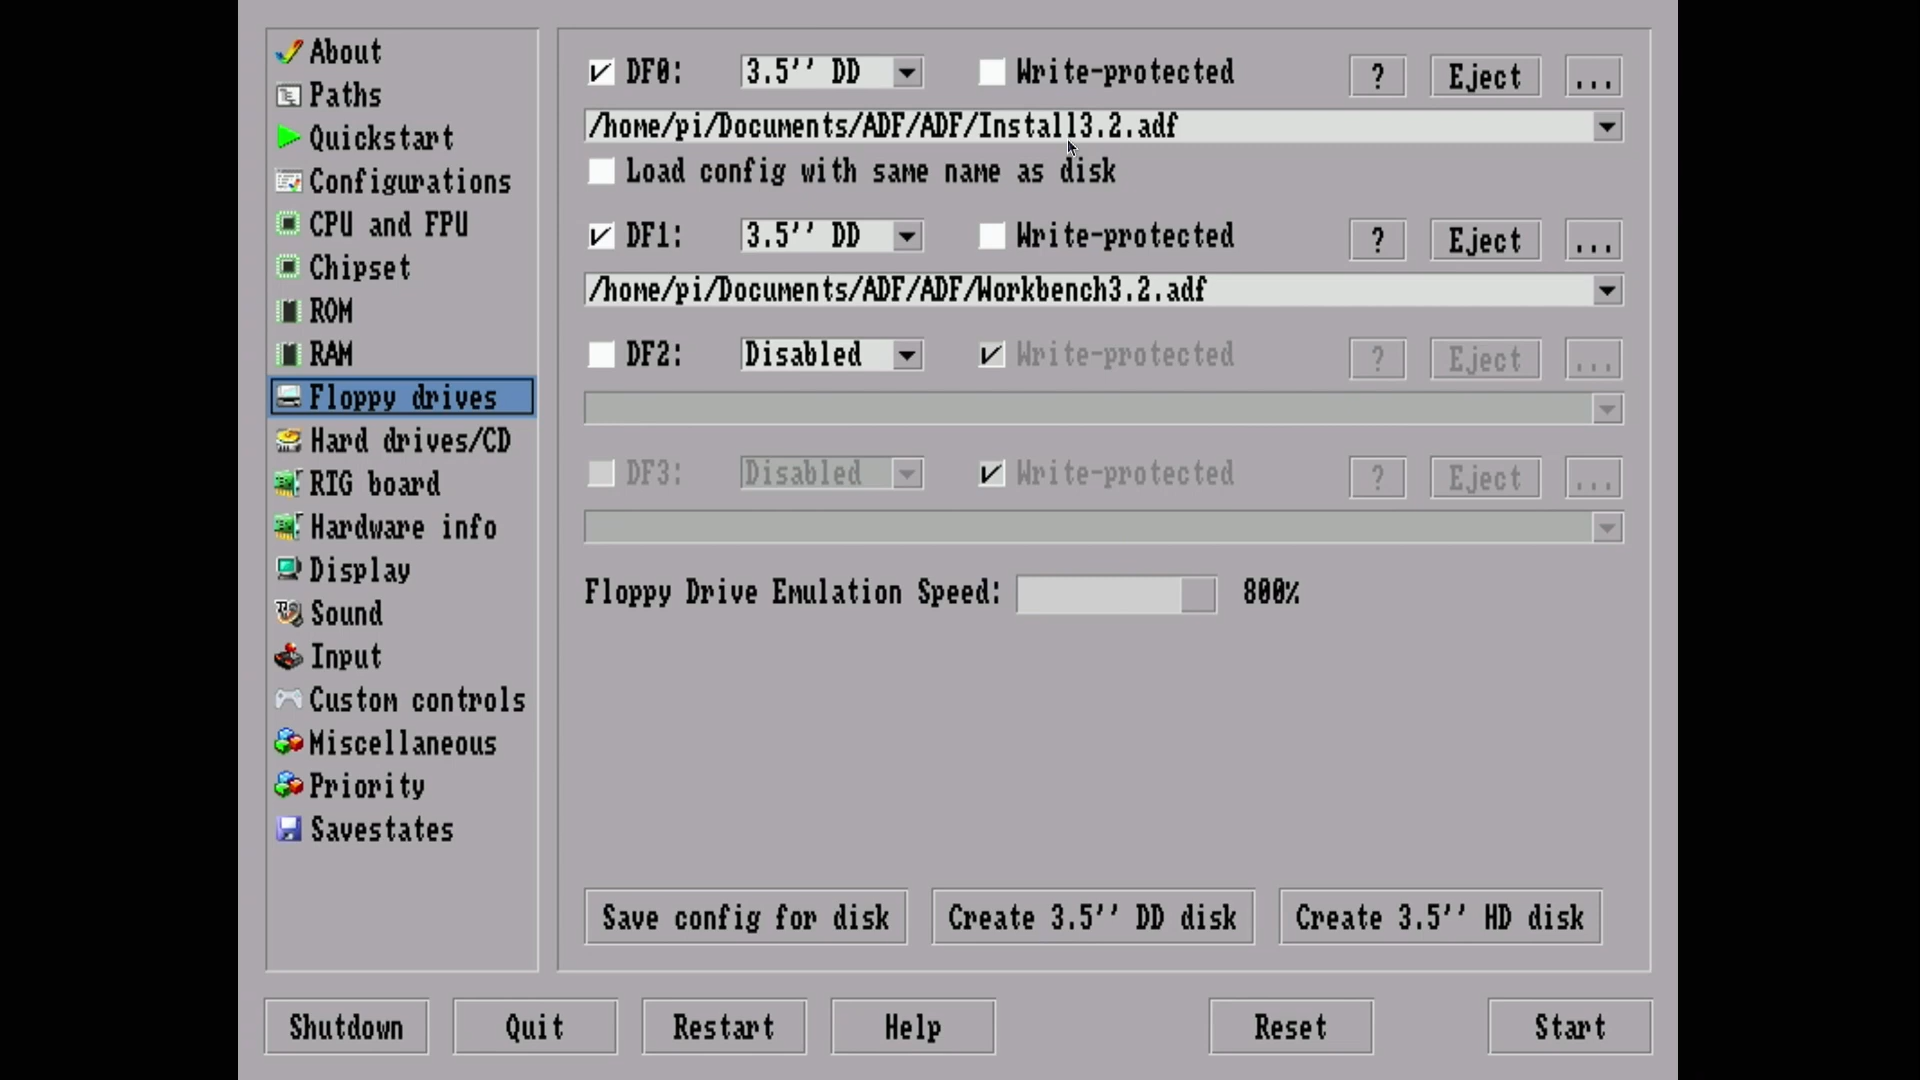 About
Paths
Quickstart
Configurations
CPU and FPU
Chipset
ROM
RAM
Floppy drives
Hard drives/CD
RTG board
Hardware info
Display
Sound
Input
Custom controls
Miscellaneous
Priority
Savestates
DF0: 3.5'' DD Write-protected ? Eject ...
/home/pi/Documents/ADF/ADF/Install3.2.adf
Load config with same name as disk
DF1: 3.5'' DD Write-protected ? Eject ...
/home/pi/Documents/ADF/ADF/Workbench3.2.adf
DF2: Disabled Write-protected ? Eject ...
DF3: Disabled Write-protected ? Eject ...
Floppy Drive Emulation Speed: 800%
Save config for disk Create 3.5'' DD disk Create 3.5'' HD disk
Shutdown Quit Restart Help Reset Start